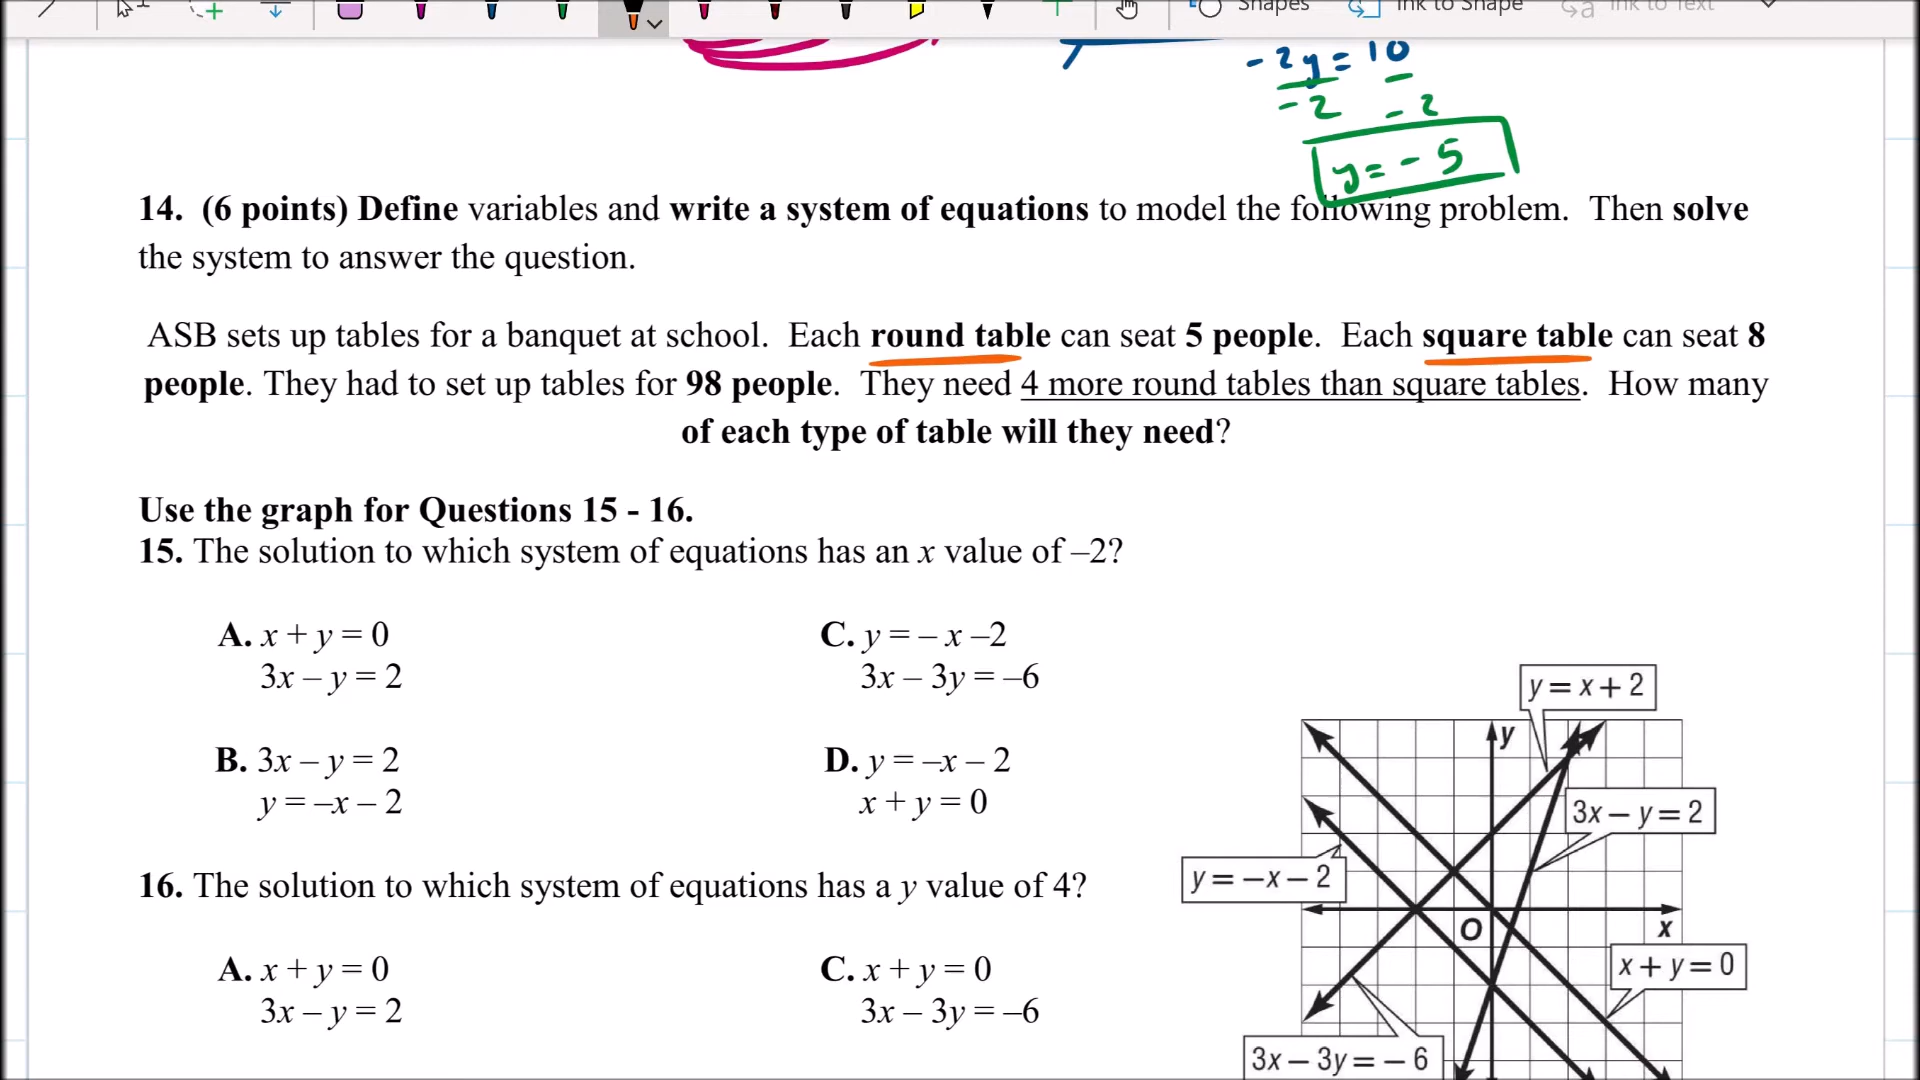 Shapes
Ink to Shape
Ink to Text
-2y = 10
-2 -2
y = -5
14. (6 points) Define variables and write a system of equations to model the following problem. Then solve
the system to answer the question.
ASB sets up tables for a banquet at school. Each round table can seat 5 people. Each square table can seat 8
people. They had to set up tables for 98 people. They need 4 more round tables than square tables. How many
of each type of table will they need?
Use the graph for Questions 15 - 16.
15. The solution to which system of equations has an x value of –2?
A. x + y = 0
3x – y = 2
C. y = – x –2
3x – 3y = –6
B. 3x – y = 2
y = –x – 2
D. y = –x – 2
x + y = 0
16. The solution to which system of equations has a y value of 4?
A. x + y = 0
3x – y = 2
C. x + y = 0
3x – 3y = –6
y = x + 2
y
3x – y = 2
y = –x – 2
O
x
x + y = 0
3x – 3y = – 6